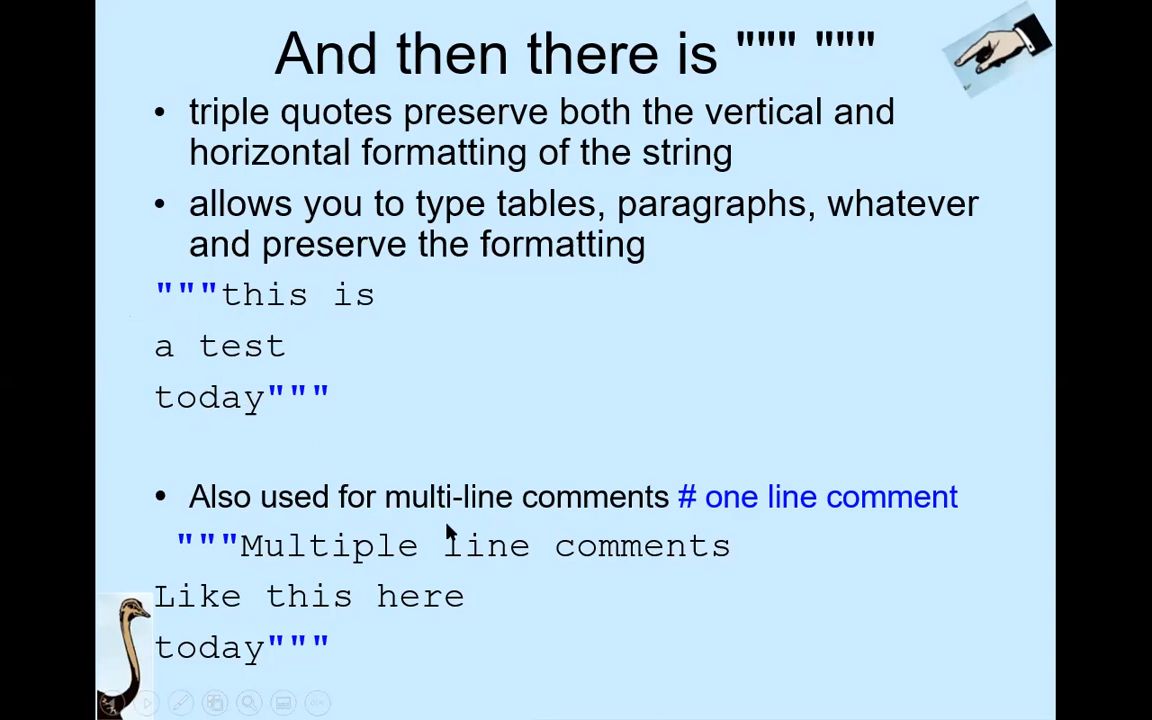 And then there is """ """
• triple quotes preserve both the vertical and
horizontal formatting of the string
• allows you to type tables, paragraphs, whatever
and preserve the formatting
"""this is
a test
today"""
• Also used for multi-line comments # one line comment
"""Multiple line comments
Like this here
today"""